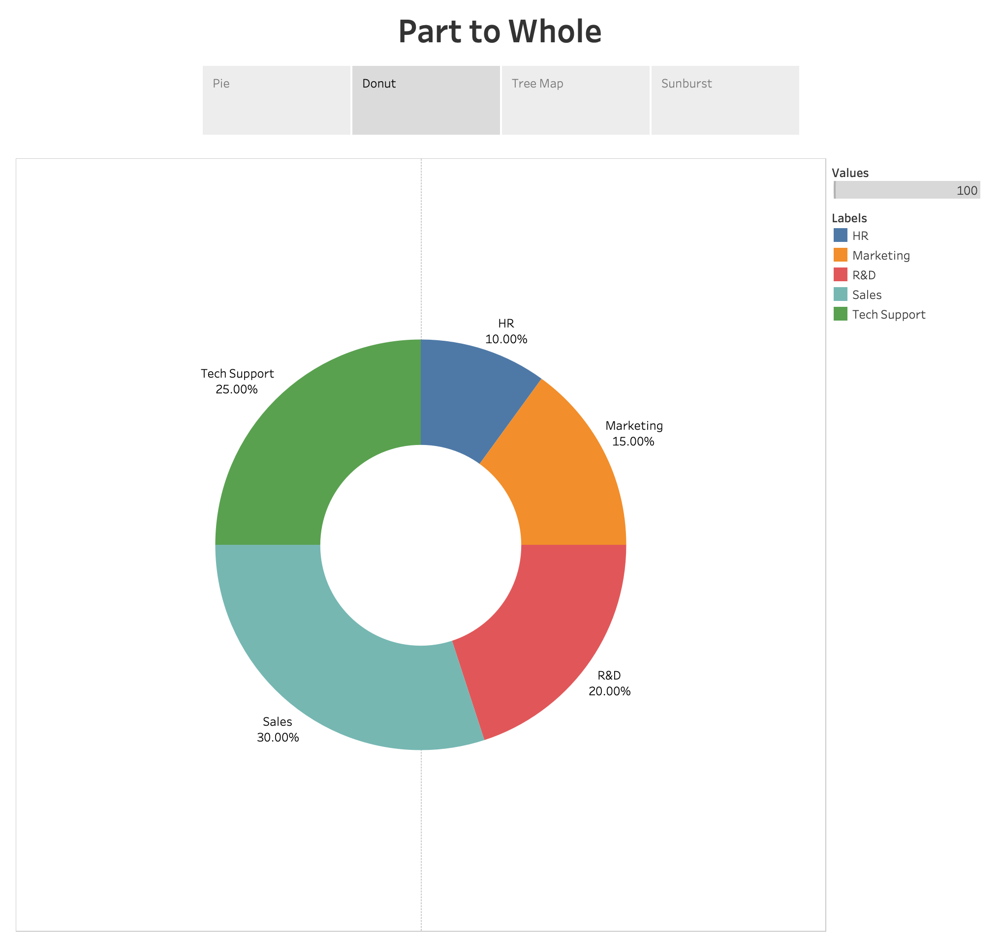 Part to Whole
Pie
Donut
Tree Map
Sunburst
Values
100
Labels
HR
Marketing
R&D
Sales
Tech Support
HR
10.00%
Marketing
15.00%
R&D
20.00%
Sales
30.00%
Tech Support
25.00%